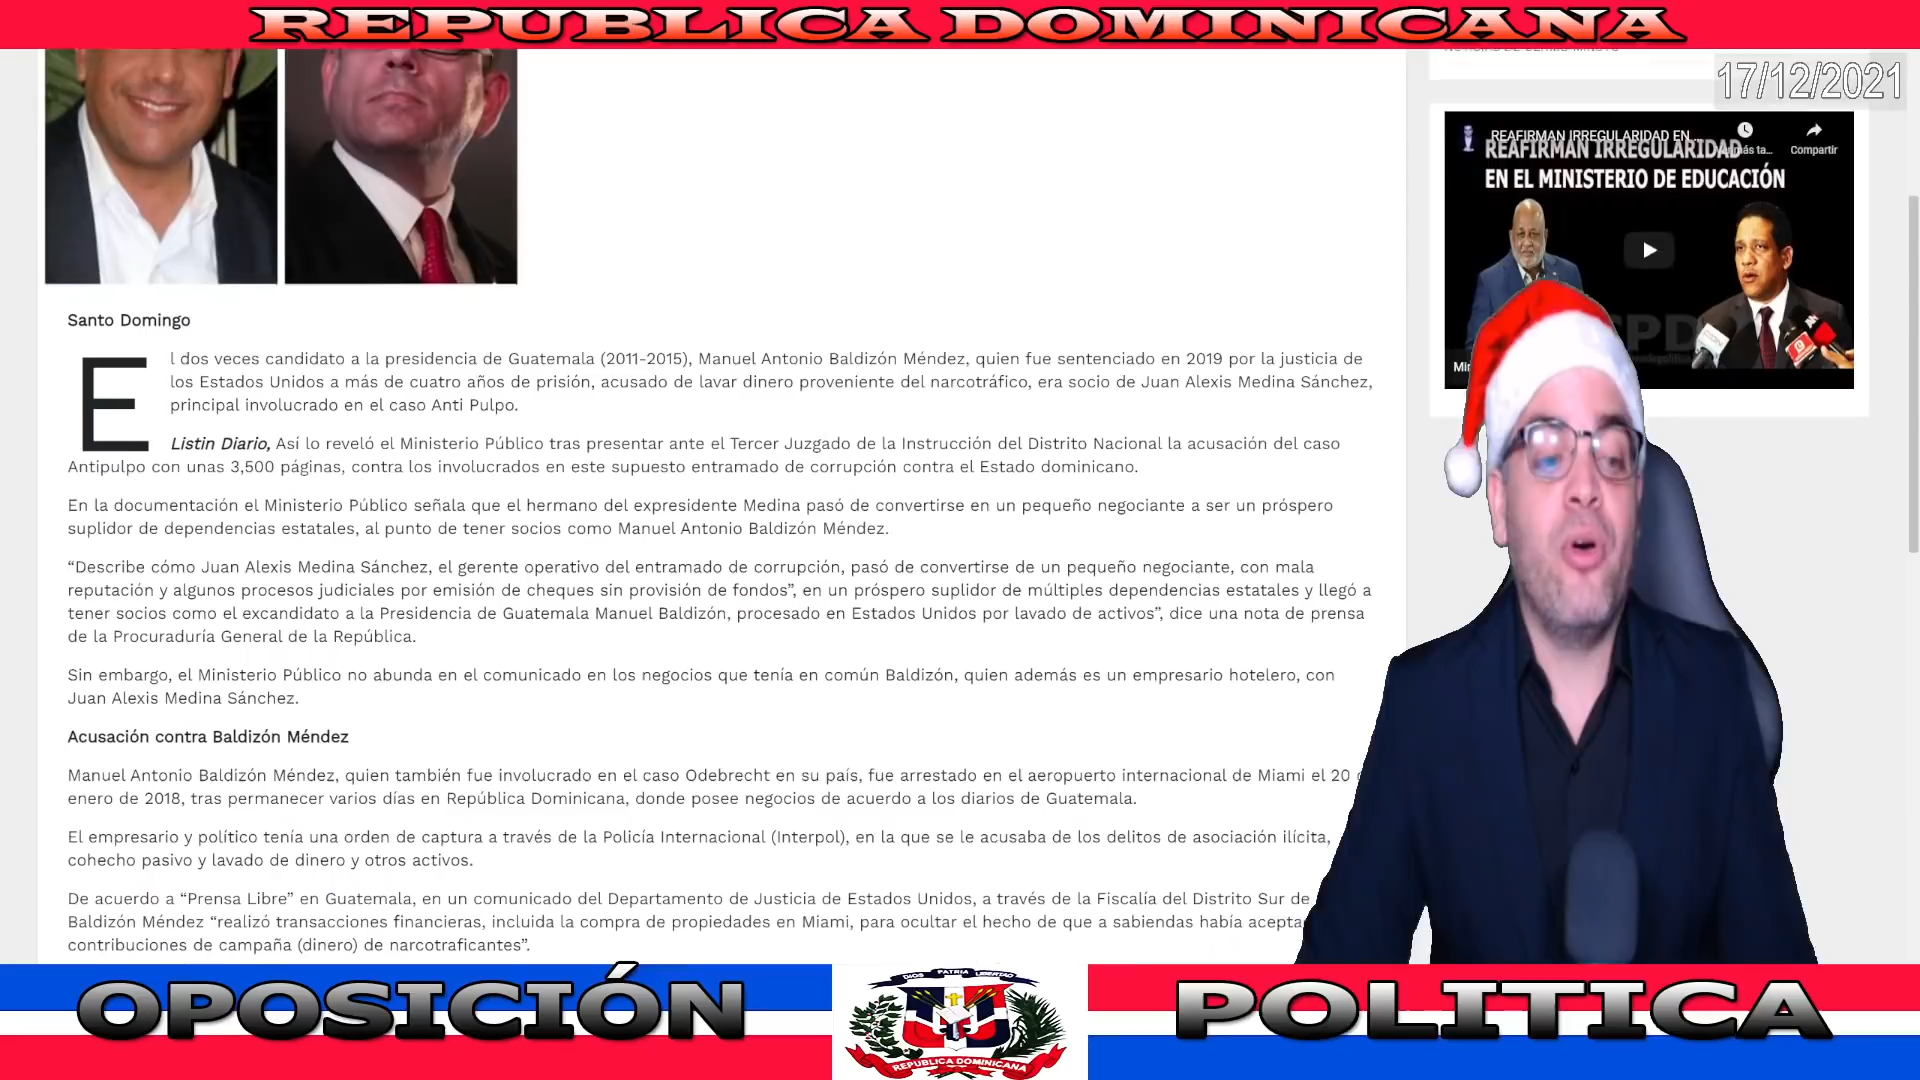 REPUBLICA DOMINICANA
17/12/2021
REAFIRMAN IRREGULARIDAD EN...
más ta...
Compartir
REAFIRMAN IRREGULARIDAD
EN EL MINISTERIO DE EDUCACIÓN
Santo Domingo
El dos veces candidato a la presidencia de Guatemala (2011-2015), Manuel Antonio Baldizón Méndez, quien fue sentenciado en 2019 por la justicia de
los Estados Unidos a más de cuatro años de prisión, acusado de lavar dinero proveniente del narcotráfico, era socio de Juan Alexis Medina Sánchez,
principal involucrado en el caso Anti Pulpo.
Listin Diario, Así lo reveló el Ministerio Público tras presentar ante el Tercer Juzgado de la Instrucción del Distrito Nacional la acusación del caso
Antipulpo con unas 3,500 páginas, contra los involucrados en este supuesto entramado de corrupción contra el Estado dominicano.
En la documentación el Ministerio Público señala que el hermano del expresidente Medina pasó de convertirse en un pequeño negociante a ser un próspero
suplidor de dependencias estatales, al punto de tener socios como Manuel Antonio Baldizón Méndez.
“Describe cómo Juan Alexis Medina Sánchez, el gerente operativo del entramado de corrupción, pasó de convertirse de un pequeño negociante, con mala
reputación y algunos procesos judiciales por emisión de cheques sin provisión de fondos”, en un próspero suplidor de múltiples dependencias estatales y llegó a
tener socios como el excandidato a la Presidencia de Guatemala Manuel Baldizón, procesado en Estados Unidos por lavado de activos”, dice una nota de prensa
de la Procuraduría General de la República.
Sin embargo, el Ministerio Público no abunda en el comunicado en los negocios que tenía en común Baldizón, quien además es un empresario hotelero, con
Juan Alexis Medina Sánchez.
Acusación contra Baldizón Méndez
Manuel Antonio Baldizón Méndez, quien también fue involucrado en el caso Odebrecht en su país, fue arrestado en el aeropuerto internacional de Miami el 20
enero de 2018, tras permanecer varios días en República Dominicana, donde posee negocios de acuerdo a los diarios de Guatemala.
El empresario y político tenía una orden de captura a través de la Policía Internacional (Interpol), en la que se le acusaba de los delitos de asociación ilícita,
cohecho pasivo y lavado de dinero y otros activos.
De acuerdo a “Prensa Libre” en Guatemala, en un comunicado del Departamento de Justicia de Estados Unidos, a través de la Fiscalía del Distrito Sur de
Baldizón Méndez “realizó transacciones financieras, incluida la compra de propiedades en Miami, para ocultar el hecho de que a sabiendas había acepta
contribuciones de campaña (dinero) de narcotraficantes”.
OPOSICIÓN
DIOS PATRIA LIBERTAD
REPUBLICA DOMINICANA
POLITICA